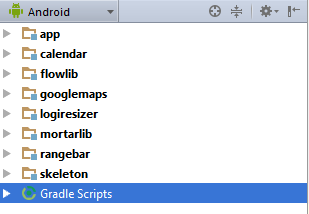 Android
app
calendar
flowlib
googlemaps
logiresizer
mortarlib
rangebar
skeleton
Gradle Scripts